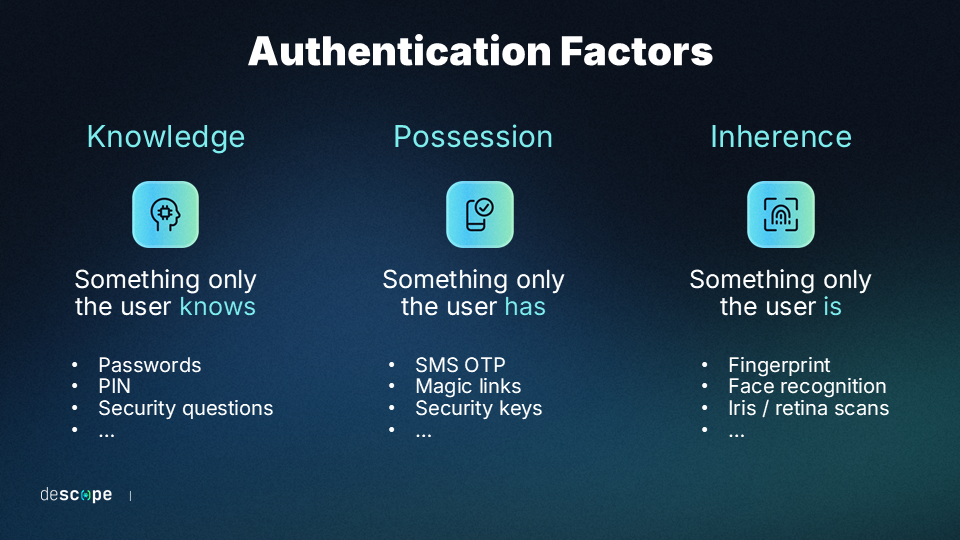 Authentication Factors
Knowledge
Something only
the user knows
• Passwords
• PIN
• Security questions
• ...
Possession
Something only
the user has
• SMS OTP
• Magic links
• Security keys
• ...
Inherence
Something only
the user is
• Fingerprint
• Face recognition
• Iris / retina scans
• ...
descope |